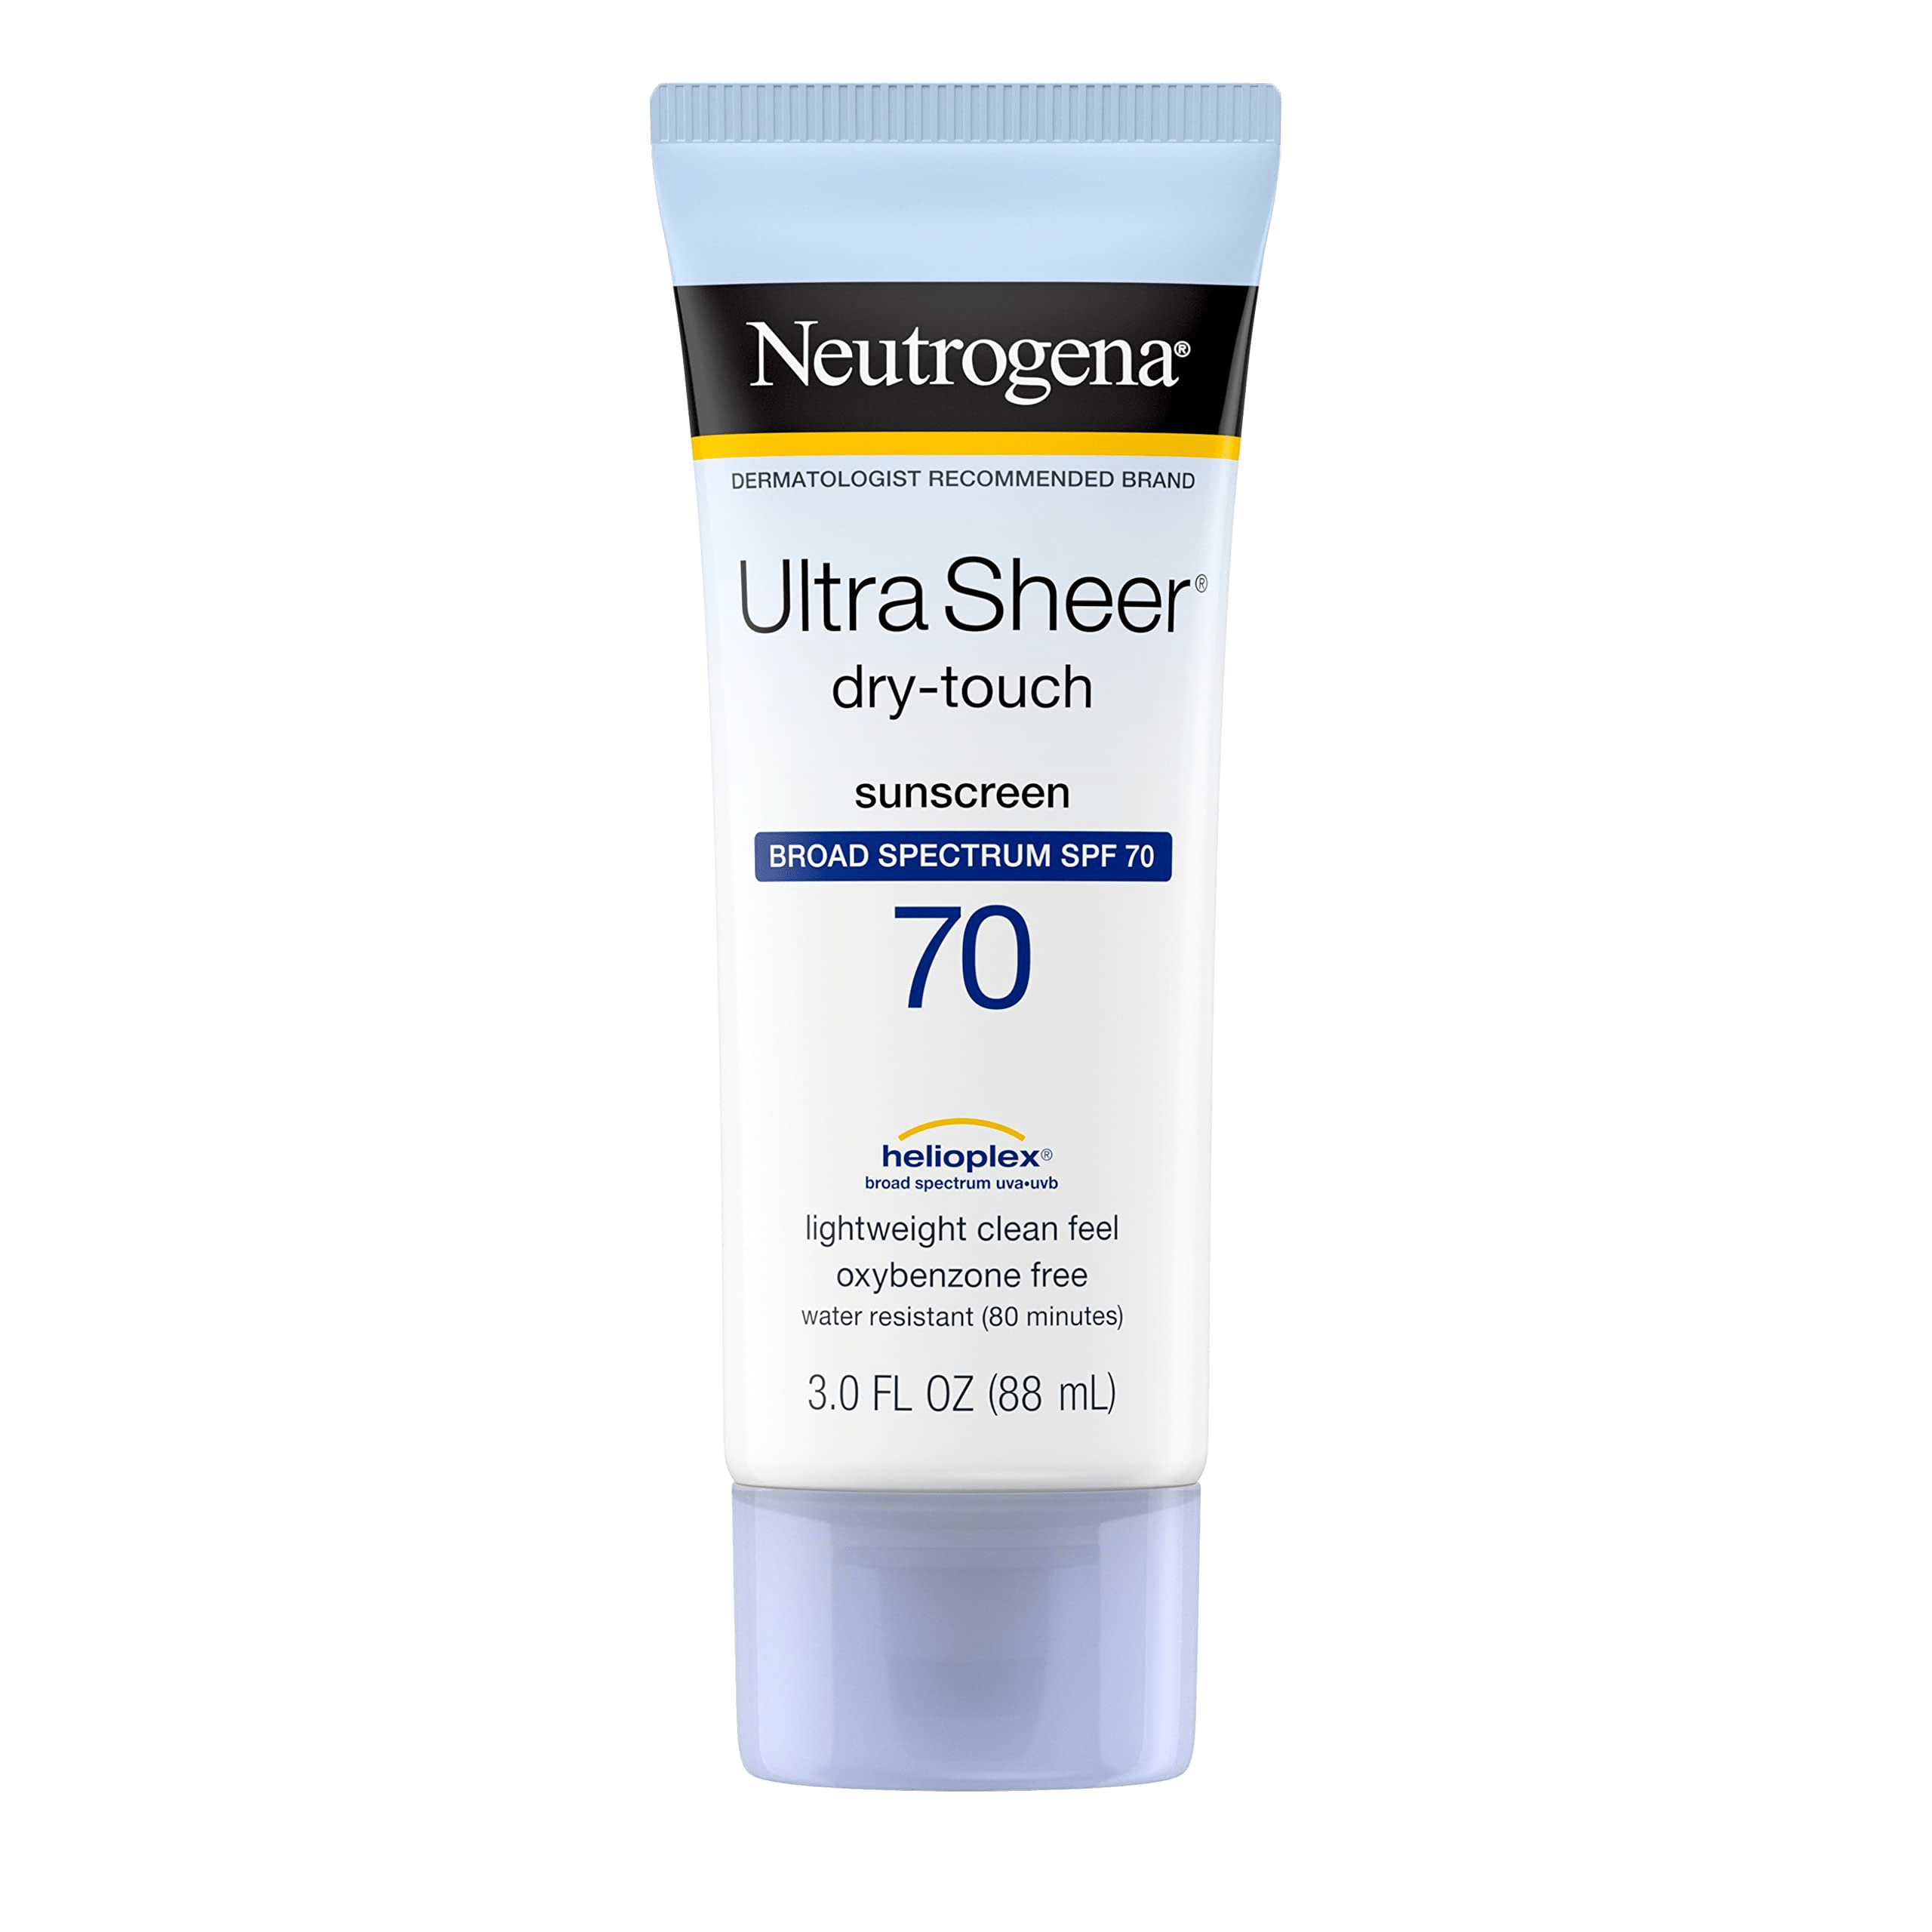 Neutrogena®
DERMATOLOGIST RECOMMENDED BRAND
Ultra Sheer®
dry-touch
sunscreen
BROAD SPECTRUM SPF 70
70
helioplex®
broad spectrum uva•uvb
lightweight clean feel
oxybenzone free
water resistant (80 minutes)
3.0 FL OZ (88 mL)